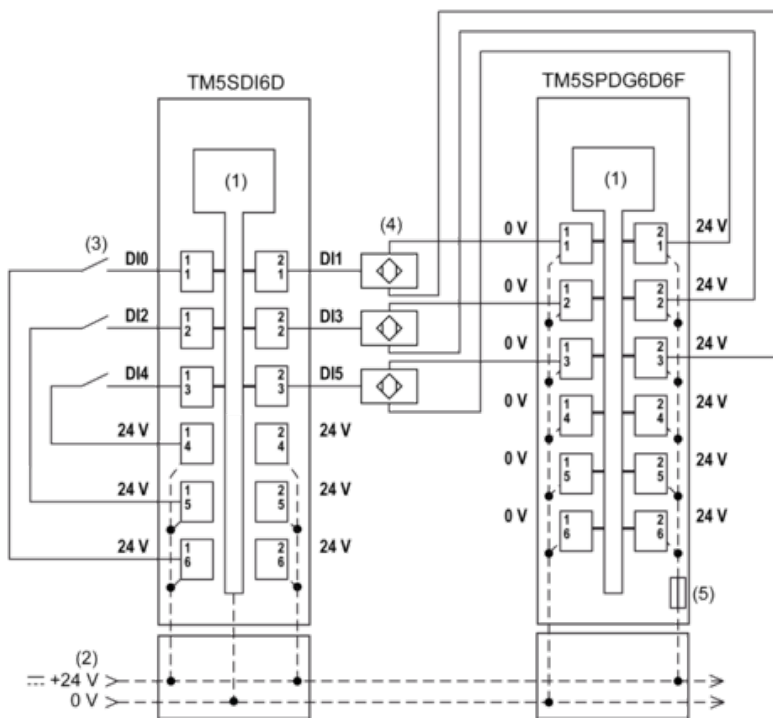 TM5SDI6D TM5SPDG6D6F
(1) (1)
(3) (4) 0 V 24 V
DI0 1 1 2 1 DI1 1 1 2 1
0 V 24 V
DI2 1 2 2 2 DI3 1 2 2 2
0 V 24 V
DI4 1 3 2 3 DI5 1 3 2 3
24 V 1 4 2 4 24 V 0 V 1 4 2 4 24 V
24 V 1 5 2 5 24 V 0 V 1 5 2 5 24 V
24 V 1 6 2 6 24 V 0 V 1 6 2 6 24 V
(5)
(2)
+24 V
0 V